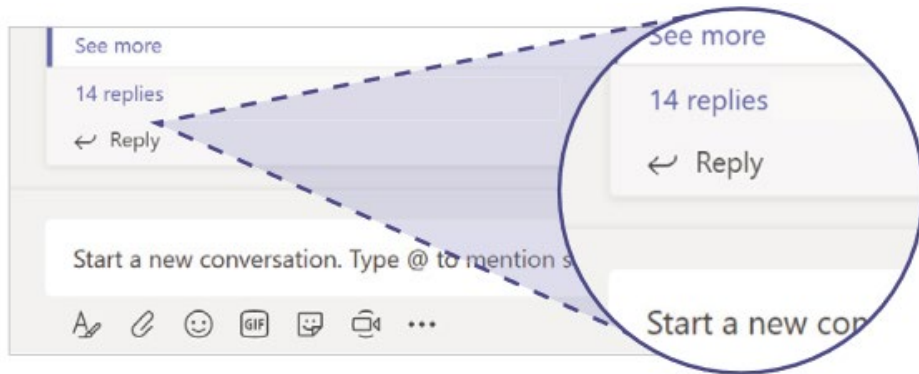 See more
14 replies
Reply
Start a new conversation. Type @ to mention s
GIF
See more
14 replies
Reply
Start a new con